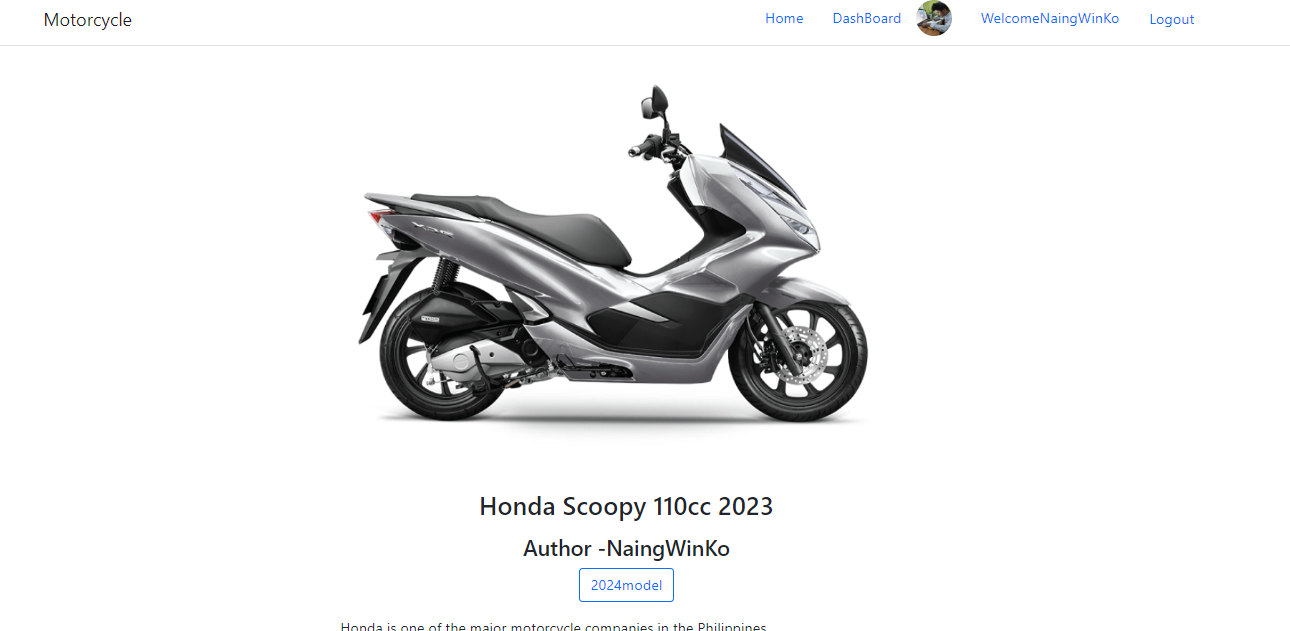 Motorcycle
Home DashBoard WelcomeNaingWinKo Logout
Honda Scoopy 110cc 2023
Author -NaingWinKo
2024model
Honda is one of the major motorcycle companies in the Philippines.